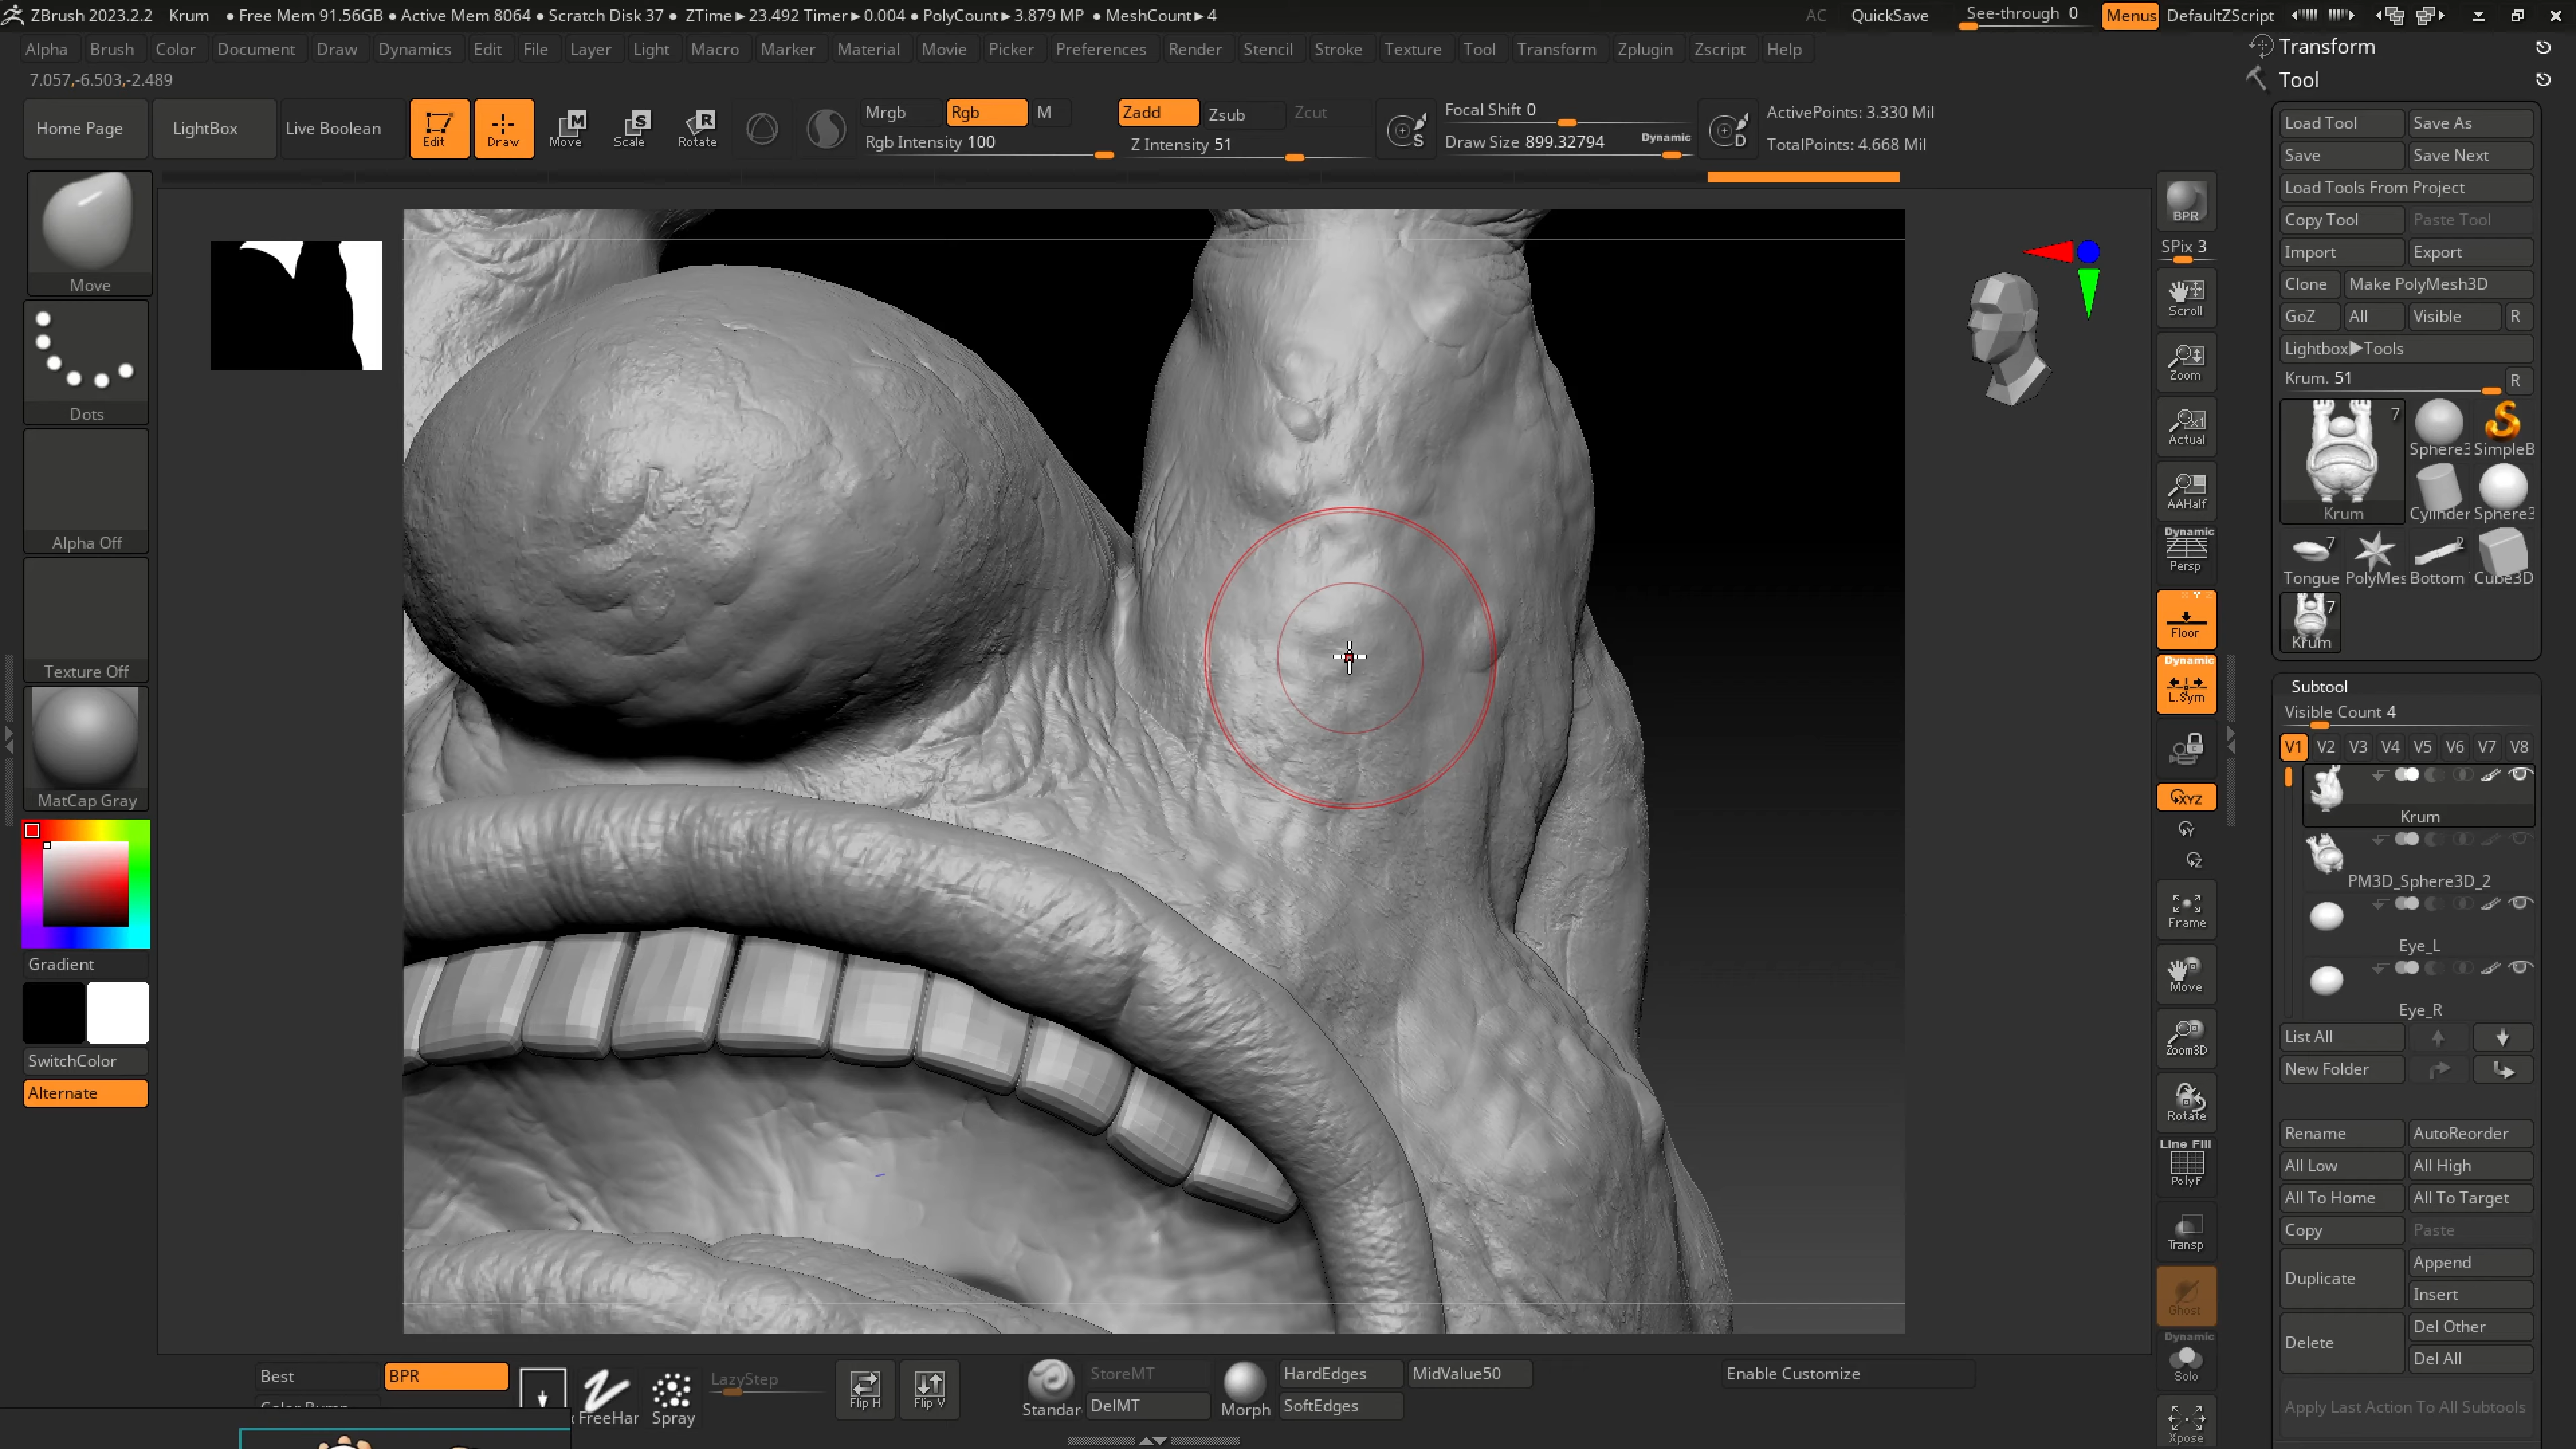 ZBrush 2023.2.2 Krum ● Free Mem 91.56GB ● Active Mem 8064 ● Scratch Disk 37 ● ZTime►23.492 Timer►0.004 ● PolyCount►3.879 MP ● MeshCount►4 AC QuickSave See-through 0 Menus DefaultZScript
Alpha Brush Color Document Draw Dynamics Edit File Layer Light Macro Marker Material Movie Picker Preferences Render Stencil Stroke Texture Tool Transform Zplugin Zscript Help
Transform
7.057,-6.503,-2.489
Tool
Home Page LightBox Live Boolean Edit Draw Move Scale Rotate
Mrgb Rgb M Zadd Zsub Zcut Focal Shift 0 ActivePoints: 3.330 Mil
Rgb Intensity 100 Z Intensity 51 Draw Size 899.32794 Dynamic TotalPoints: 4.668 Mil
Move
Dots
Alpha Off
Texture Off
MatCap Gray
Gradient
SwitchColor
Alternate
BPR
SPix 3
Scroll
Zoom
Actual
AAHalf
Dynamic
Persp
Floor
Dynamic
L.Sym
XYZ
Y
Z
Frame
Move
Zoom3D
Rotate
Line Fill
PolyF
Transp
Ghost
Dynamic
Solo
Xpose
Load Tool Save As
Save Save Next
Load Tools From Project
Copy Tool Paste Tool
Import Export
Clone Make PolyMesh3D
GoZ All Visible R
Lightbox►Tools
Krum. 51 R
7
Sphere3 SimpleB
Krum Cylinder Sphere3
7 2
Tongue PolyMes Bottom Cube3D
7
Krum
Subtool
Visible Count 4
V1 V2 V3 V4 V5 V6 V7 V8
Krum
PM3D_Sphere3D_2
Eye_L
Eye_R
List All
New Folder
Rename AutoReorder
All Low All High
All To Home All To Target
Copy Paste
Duplicate Append
Insert
Delete Del Other
Del All
Apply Last Action To All Subtools
Best BPR LazyStep Flip H Flip V StoreMT HardEdges MidValue50 Enable Customize
FreeHar Spray Standar DelMT Morph SoftEdges